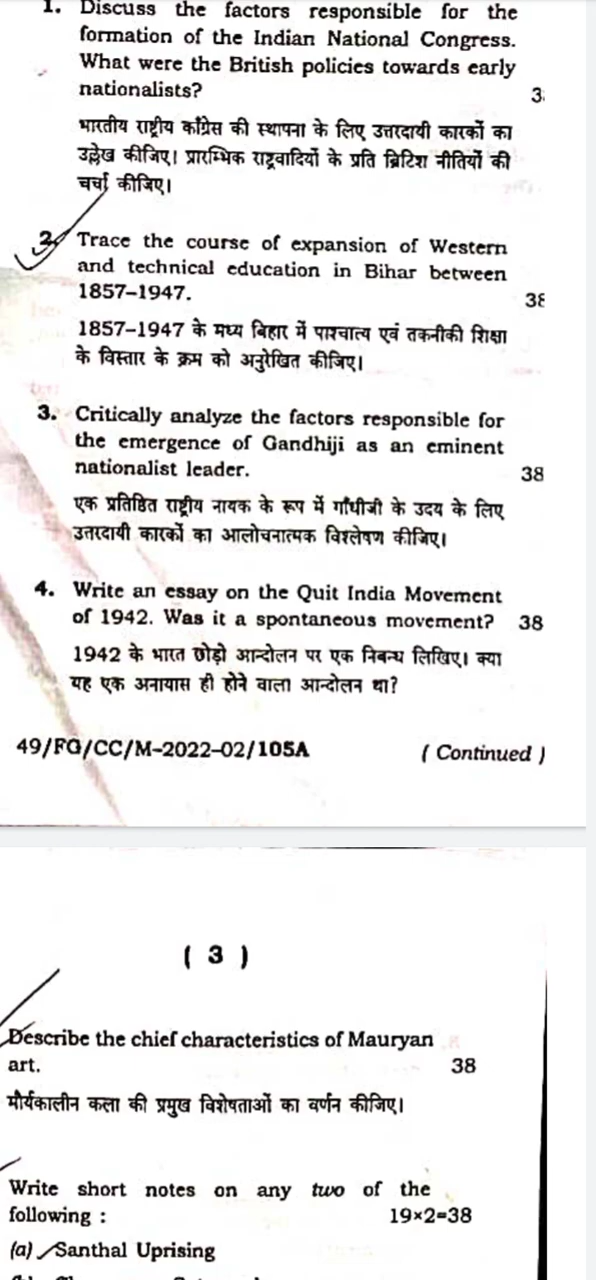 1. Discuss the factors responsible for the
formation of the Indian National Congress.
What were the British policies towards early
nationalists?
भारतीय राष्ट्रीय काँग्रेस की स्थापना के लिए उत्तरदायी कारकों का
उल्लेख कीजिए। प्रारम्भिक राष्ट्रवादियों के प्रति ब्रिटिश नीतियों की
चर्चा कीजिए।
2. Trace the course of expansion of Western
and technical education in Bihar between
1857–1947. 38
1857–1947 के मध्य बिहार में पाश्चात्य एवं तकनीकी शिक्षा
के विस्तार के क्रम को अनुरेखित कीजिए।
3. Critically analyze the factors responsible for
the emergence of Gandhiji as an eminent
nationalist leader. 38
एक प्रतिष्ठित राष्ट्रीय नायक के रूप में गाँधीजी के उदय के लिए
उत्तरदायी कारकों का आलोचनात्मक विश्लेषण कीजिए।
4. Write an essay on the Quit India Movement
of 1942. Was it a spontaneous movement? 38
1942 के भारत छोड़ो आन्दोलन पर एक निबन्ध लिखिए। क्या
यह एक अनायास ही होने वाला आन्दोलन था?
49/FG/CC/M–2022–02/105A ( Continued )
( 3 )
Describe the chief characteristics of Mauryan
art. 38
मौर्यकालीन कला की प्रमुख विशेषताओं का वर्णन कीजिए।
Write short notes on any two of the
following : 19×2=38
(a) Santhal Uprising